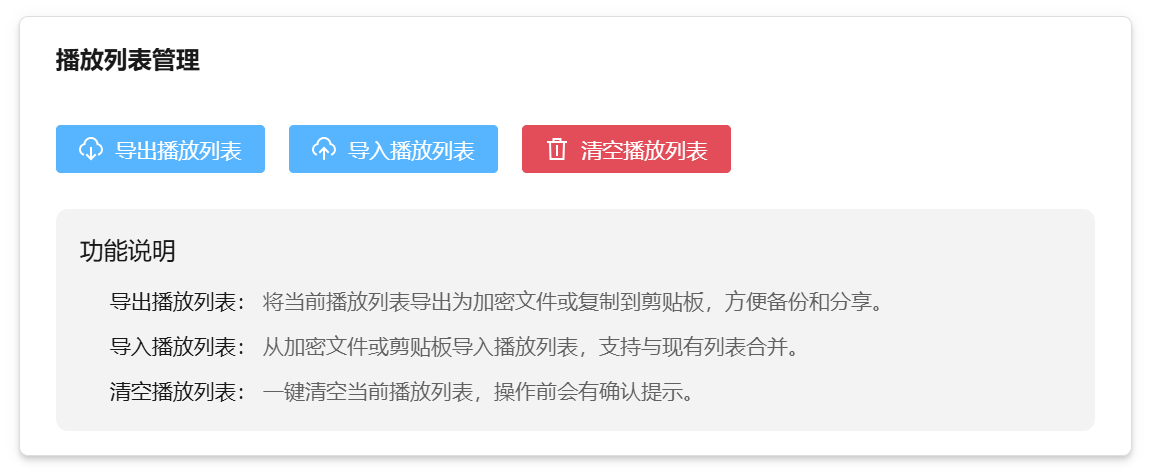 播放列表管理
导出播放列表 导入播放列表 清空播放列表
功能说明
导出播放列表： 将当前播放列表导出为加密文件或复制到剪贴板，方便备份和分享。
导入播放列表： 从加密文件或剪贴板导入播放列表，支持与现有列表合并。
清空播放列表： 一键清空当前播放列表，操作前会有确认提示。